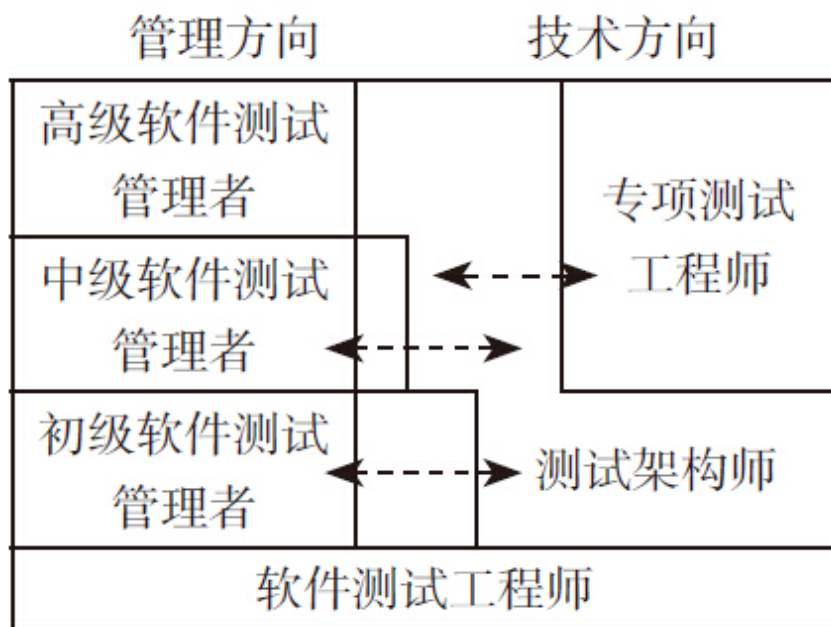 管理方向
技术方向
高级软件测试
管理者
专项测试
工程师
中级软件测试
管理者
初级软件测试
管理者
测试架构师
软件测试工程师